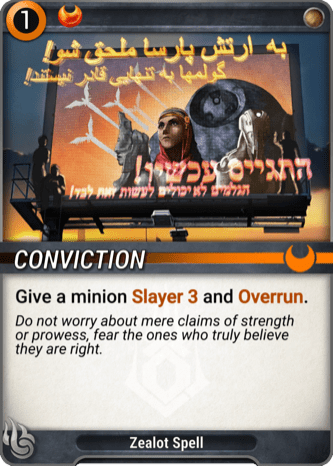 1
به ارتش پارسا ملحق شو!
گولمها به تنهایی قادر نیستند!
התגייס עכשיו!
הגולמים לא יכולים לעשות זאת לבד!
CONVICTION
Give a minion Slayer 3 and Overrun.
Do not worry about mere claims of strength
or prowess, fear the ones who truly believe
they are right.
Zealot Spell